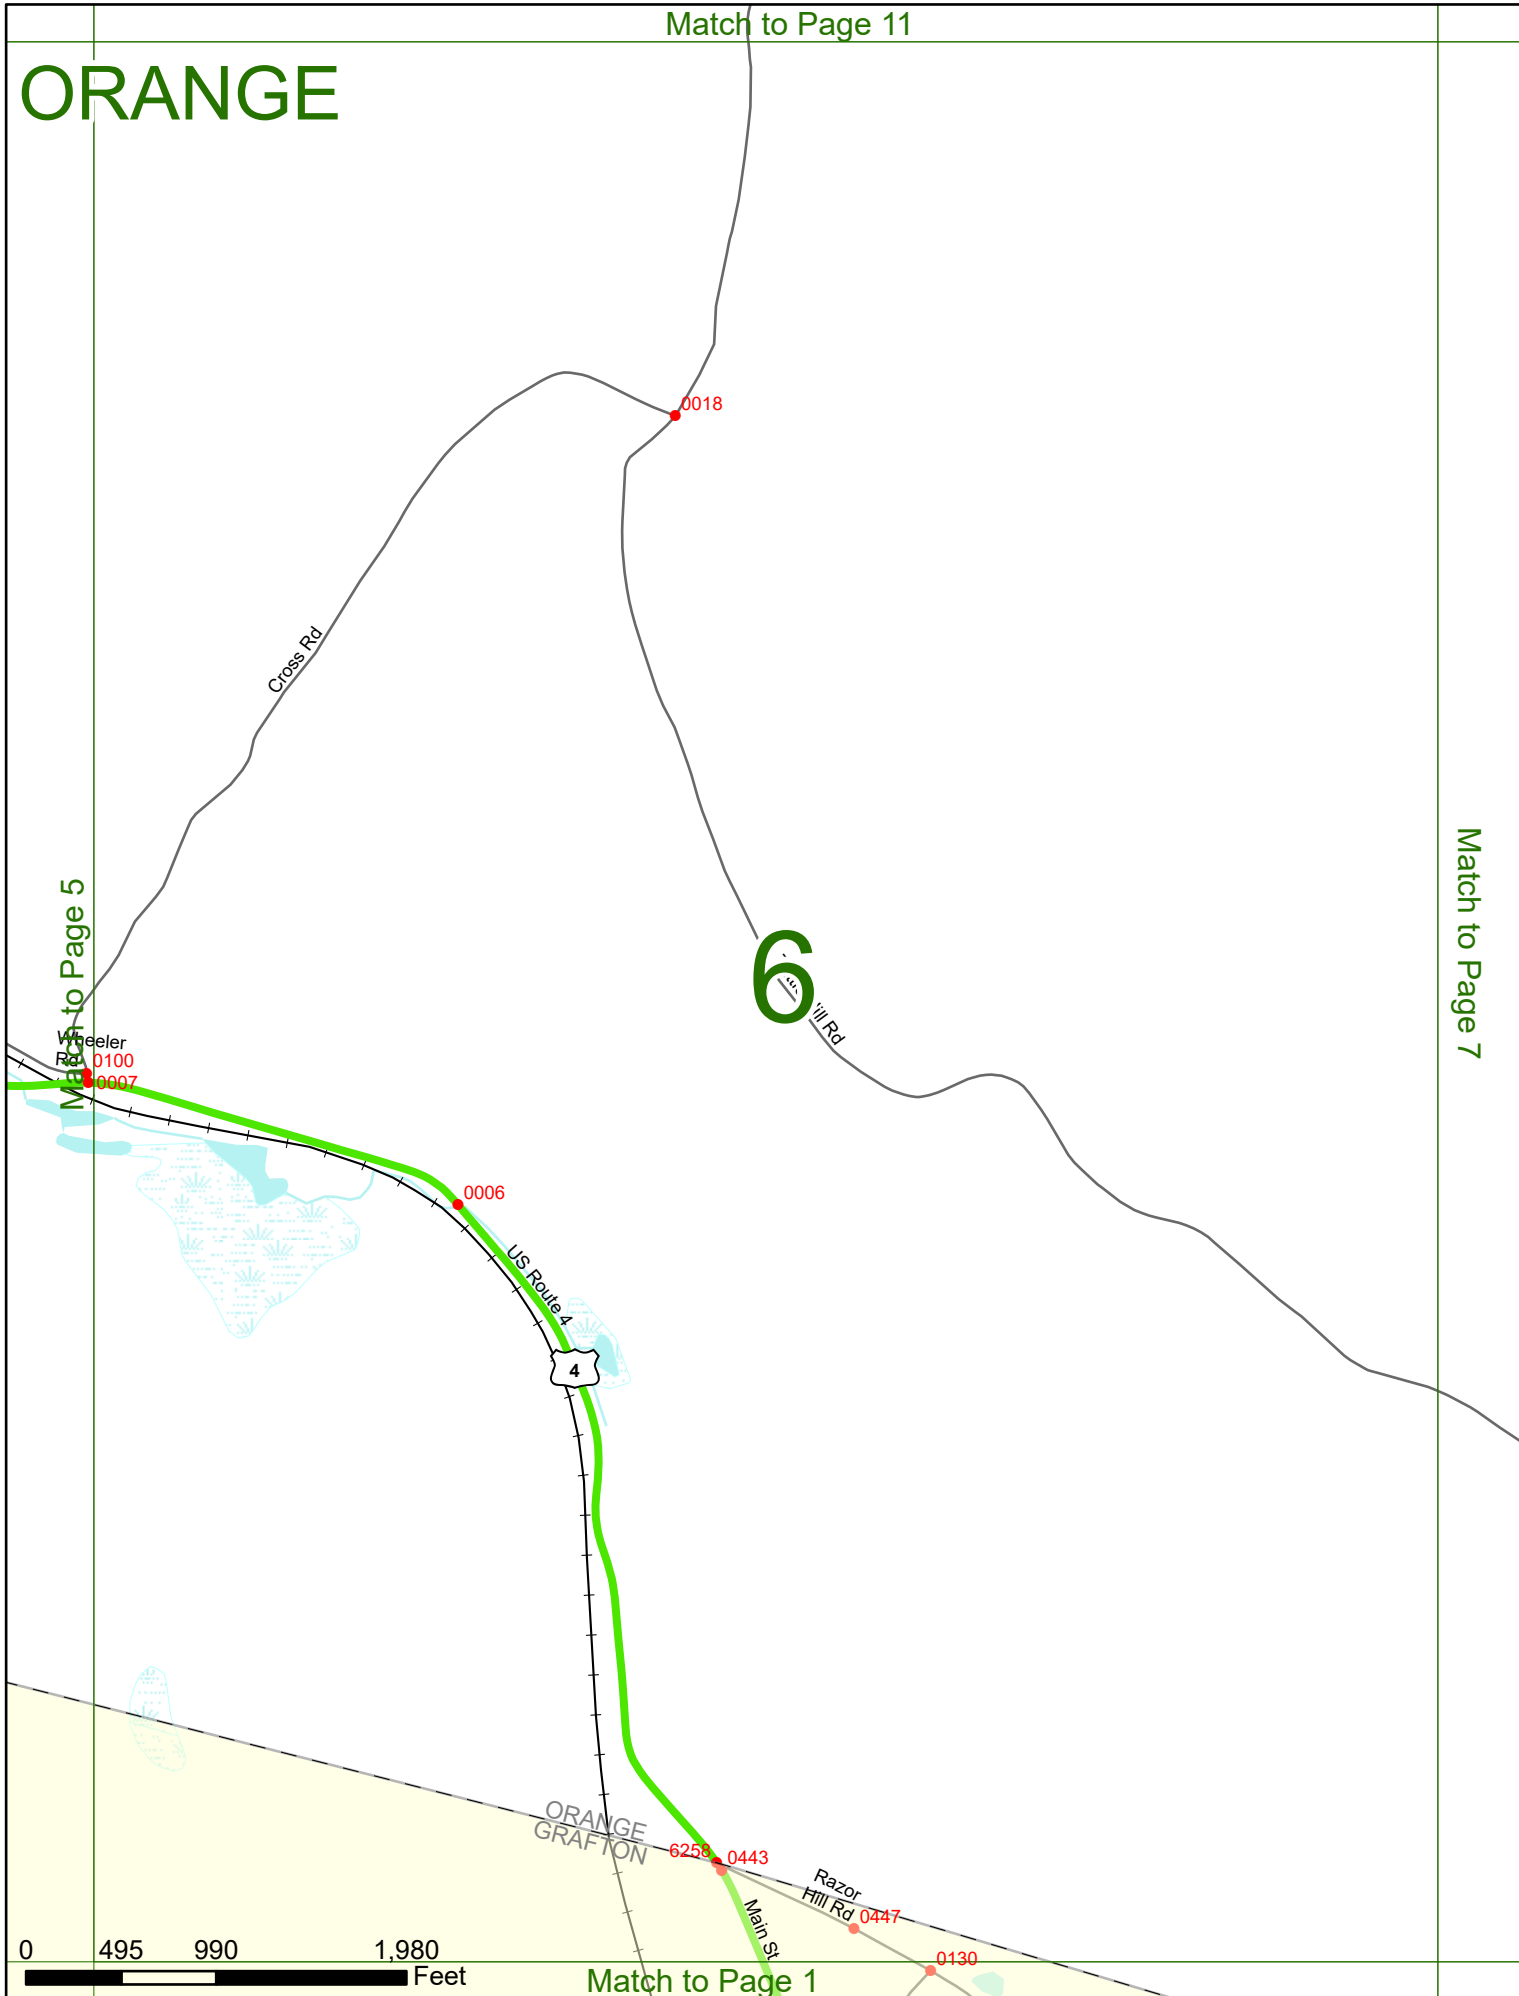 Match to Page 11
ORANGE
0018
Cross Rd
Match to Page 5
Match to Page 7
6
Hill Rd
Wheeler
Rd
0100
0007
0006
US Route 4
4
ORANGE
GRAFTON
6258
0443
Razor
Hill Rd
0447
Main St
0130
0
495
990
1,980
Feet
Match to Page 1